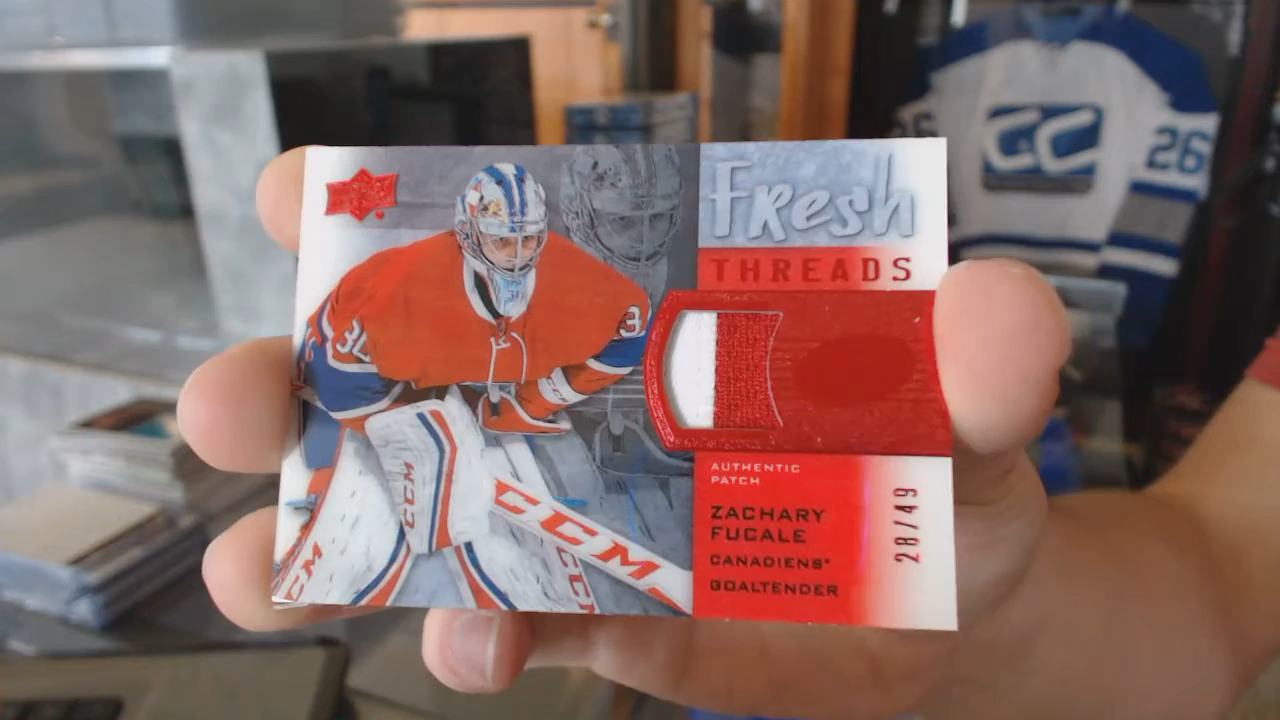 Fresh
THREADS
AUTHENTIC
PATCH
ZACHARY
FUCALE
CANADIENS
GOALTENDER
28/49
CCM
CCM
CCM
CC
26